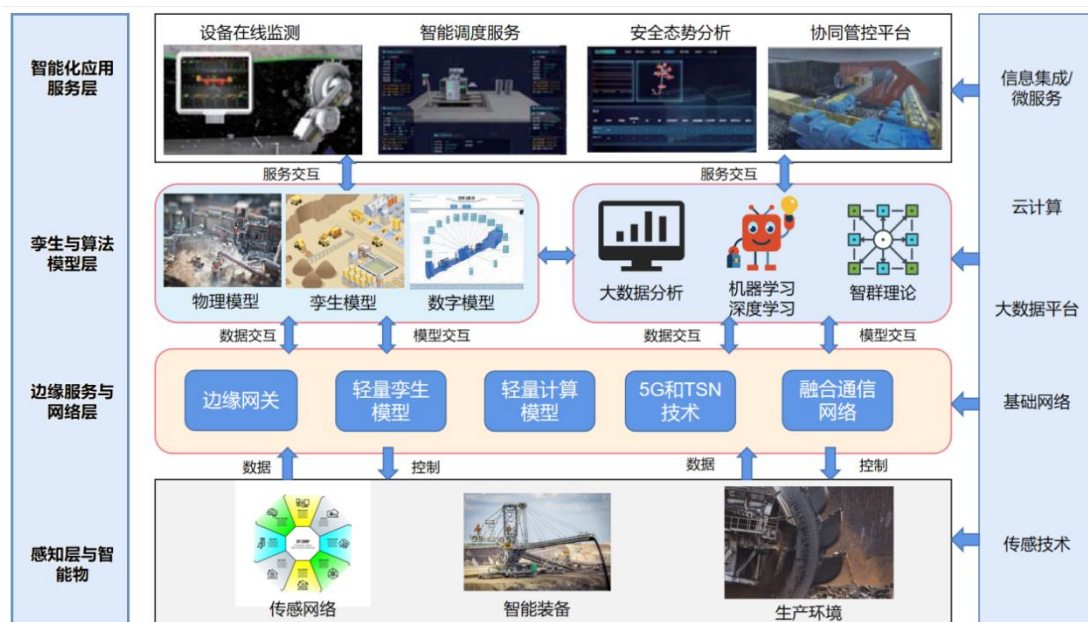 设备在线监测
智能调度服务
安全态势分析
协同管控平台
智能化应用
服务层
信息集成/
微服务
服务交互
服务交互
云计算
孪生与算法
模型层
物理模型
孪生模型
数字模型
大数据分析
机器学习
深度学习
智群理论
大数据平台
数据交互
模型交互
数据交互
模型交互
边缘服务与
网络层
边缘网关
轻量孪生
模型
轻量计算
模型
5G和TSN
技术
融合通信
网络
基础网络
数据
控制
数据
控制
感知层与智
能物
传感网络
智能装备
生产环境
传感技术